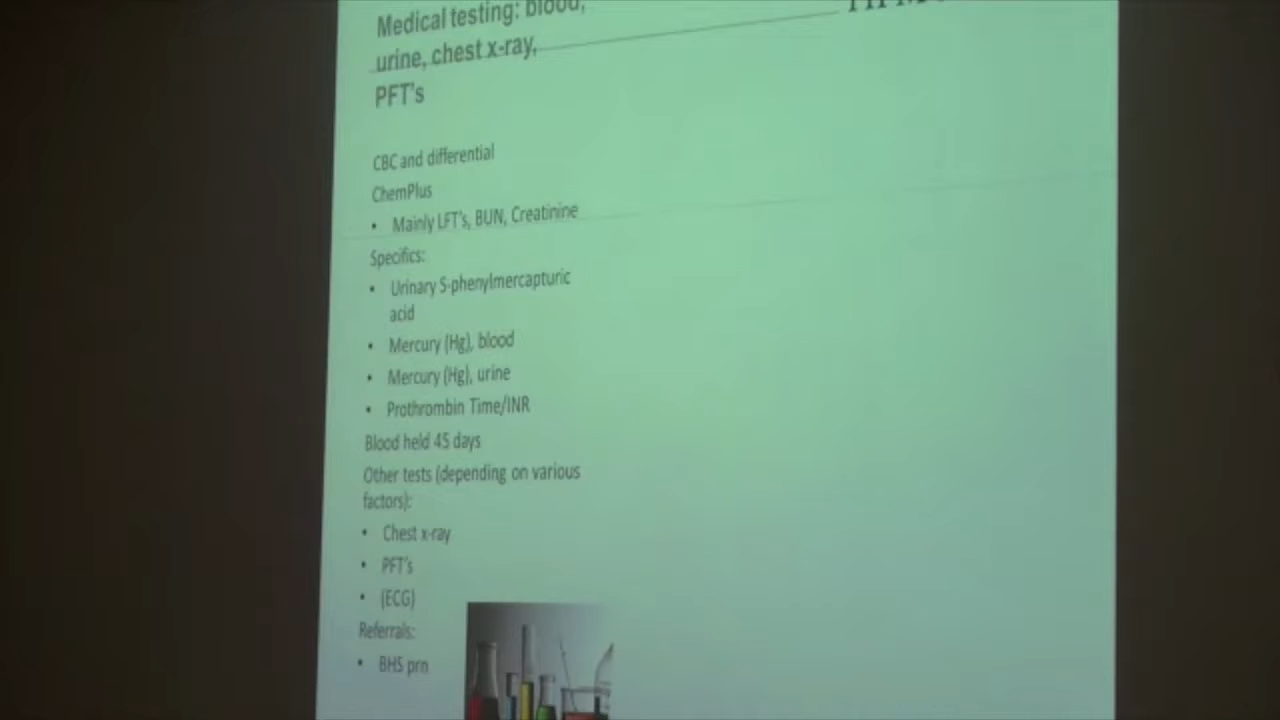 Medical testing: blood,
urine, chest x-ray,
PFT's
CBC and differential
ChemPlus
• Mainly LFT's, BUN, Creatinine
Specifics:
• Urinary S-phenylmercapturic
acid
• Mercury (Hg), blood
• Mercury (Hg), urine
• Prothrombin Time/INR
Blood held 45 days
Other tests (depending on various
factors):
• Chest x-ray
• PFT's
• (ECG)
Referrals:
• BHS prn